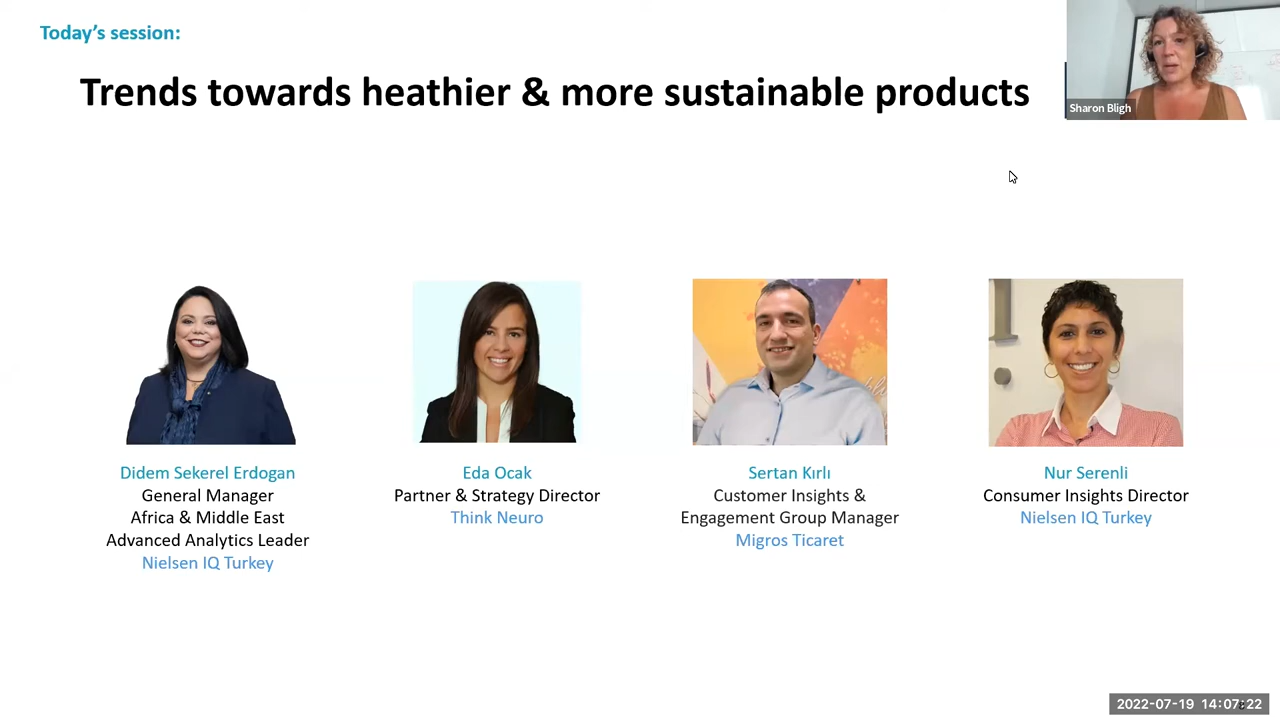 Today's session:
Trends towards heathier & more sustainable products
Sharon Bligh
Didem Sekerel Erdogan
General Manager
Africa & Middle East
Advanced Analytics Leader
Nielsen IQ Turkey
Eda Ocak
Partner & Strategy Director
Think Neuro
Sertan Kırlı
Customer Insights &
Engagement Group Manager
Migros Ticaret
Nur Serenli
Consumer Insights Director
Nielsen IQ Turkey
2022-07-19 14:07:22